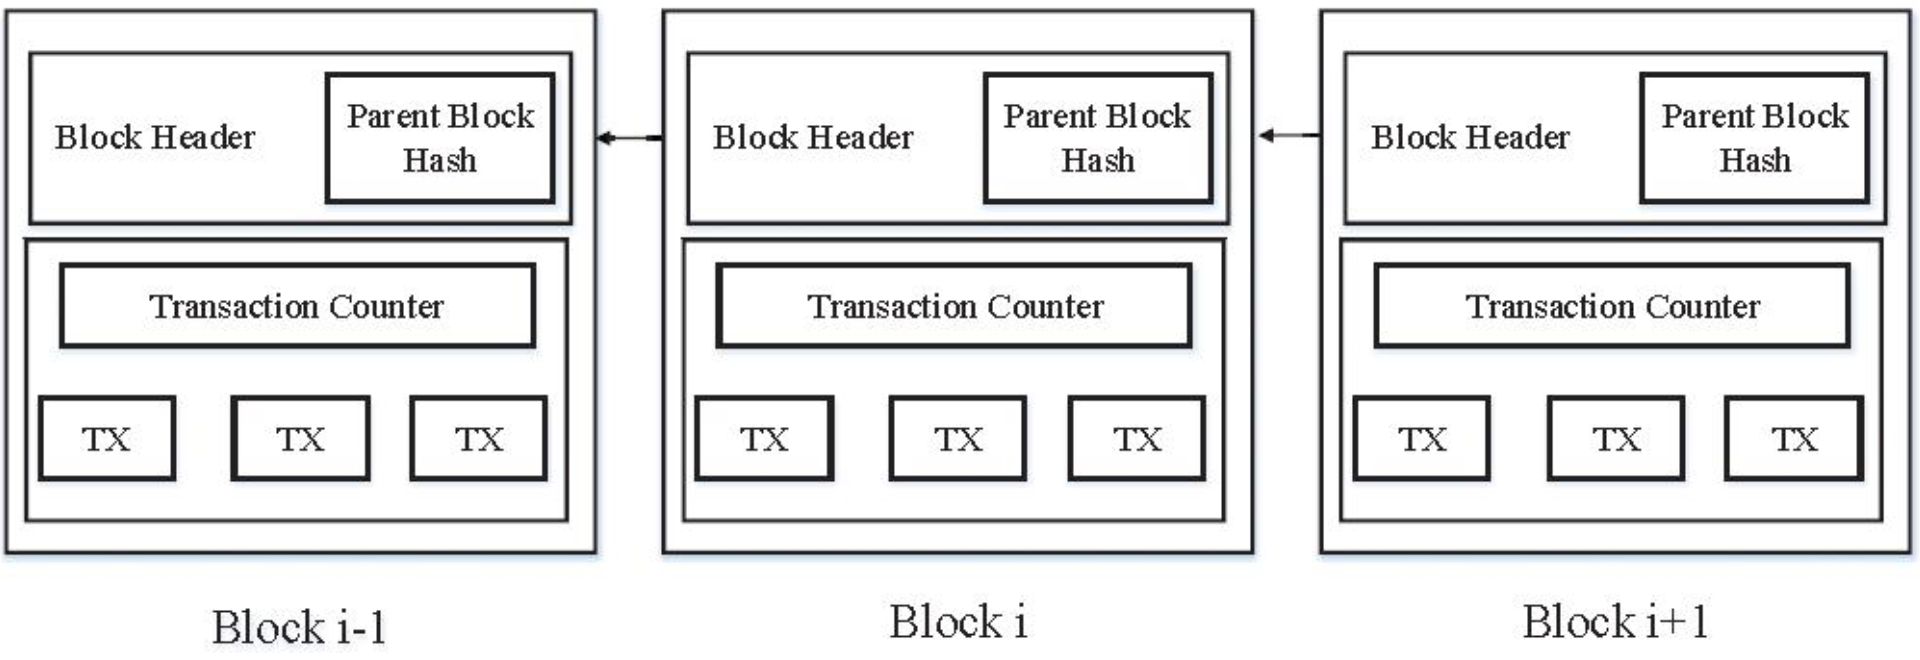 Block Header
Parent Block
Hash
Transaction Counter
TX TX TX
Block i-1
Block Header
Parent Block
Hash
Transaction Counter
TX TX TX
Block i
Block Header
Parent Block
Hash
Transaction Counter
TX TX TX
Block i+1